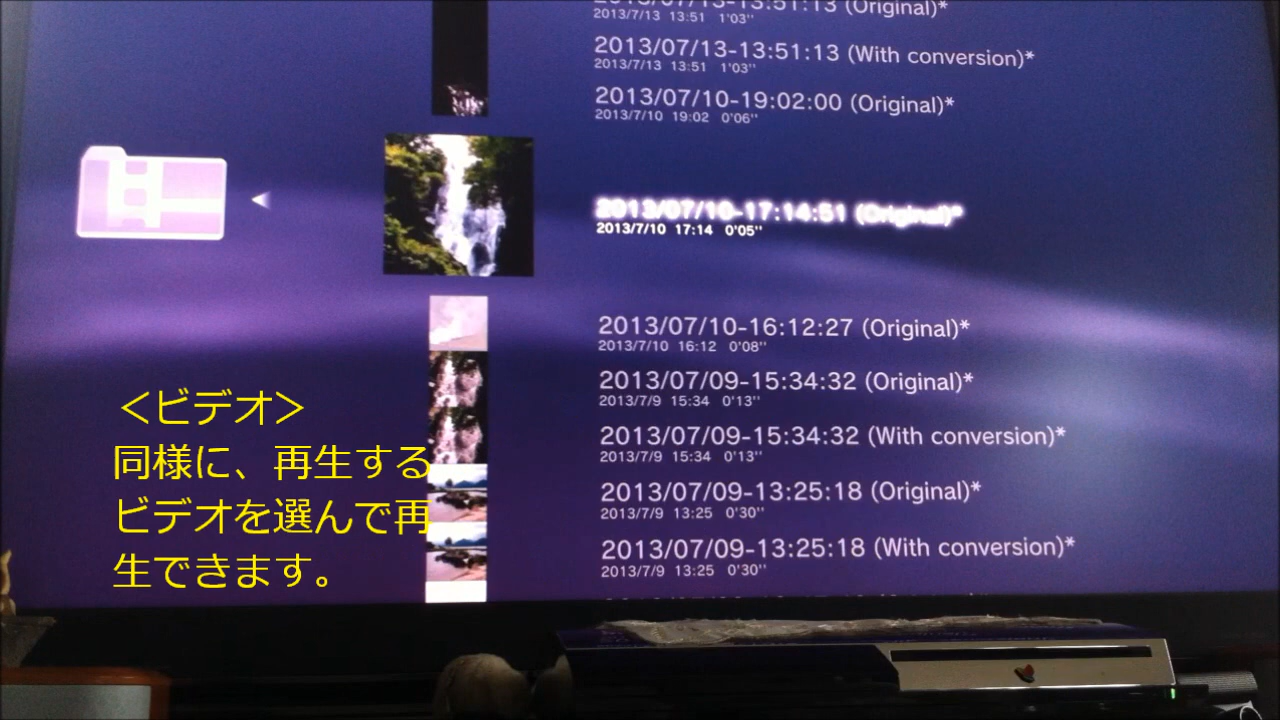 2013/07/13-13:51:13 (Original)*
2013/7/13 13:51 1'03''
2013/07/13-13:51:13 (With conversion)*
2013/7/13 13:51 1'03''
2013/07/10-19:02:00 (Original)*
2013/7/10 19:02 0'06''
2013/07/10-17:14:51 (Original)*
2013/7/10 17:14 0'05''
2013/07/10-16:12:27 (Original)*
2013/7/10 16:12 0'08''
2013/07/09-15:34:32 (Original)*
2013/7/9 15:34 0'13''
2013/07/09-15:34:32 (With conversion)*
2013/7/9 15:34 0'13''
2013/07/09-13:25:18 (Original)*
2013/7/9 13:25 0'30''
2013/07/09-13:25:18 (With conversion)*
2013/7/9 13:25 0'30''
＜ビデオ＞
同様に、再生する
ビデオを選んで再
生できます。